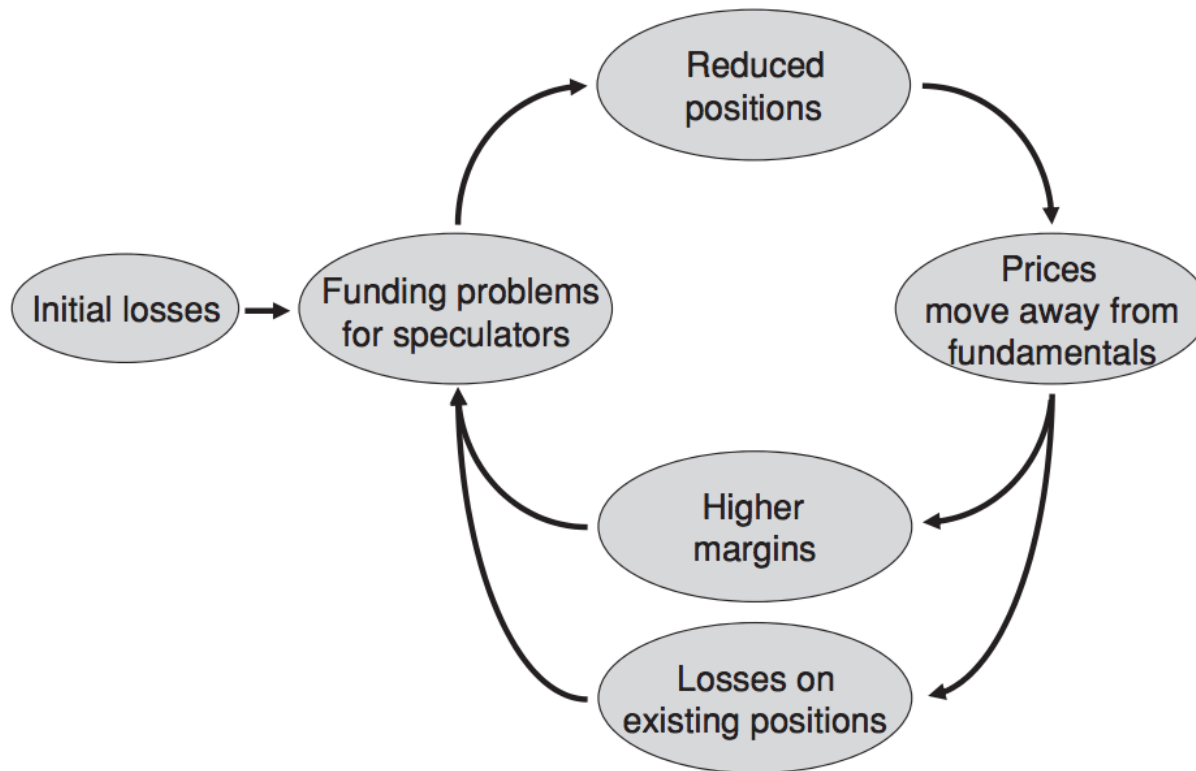 Reduced
positions
Initial losses
Funding problems
for speculators
Prices
move away from
fundamentals
Higher
margins
Losses on
existing positions